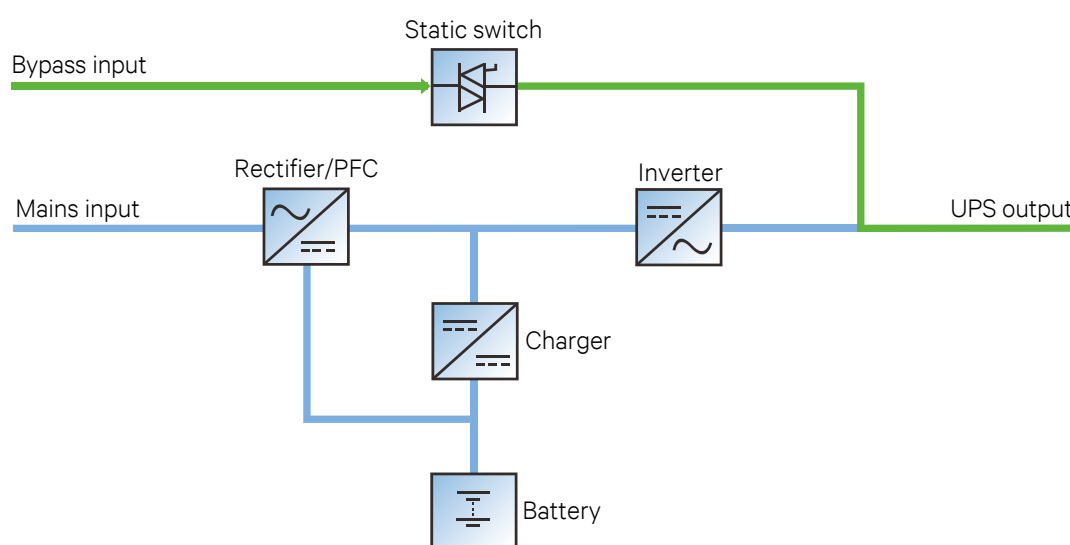 Static switch
Bypass input
Rectifier/PFC
Inverter
Mains input
UPS output
Charger
Battery